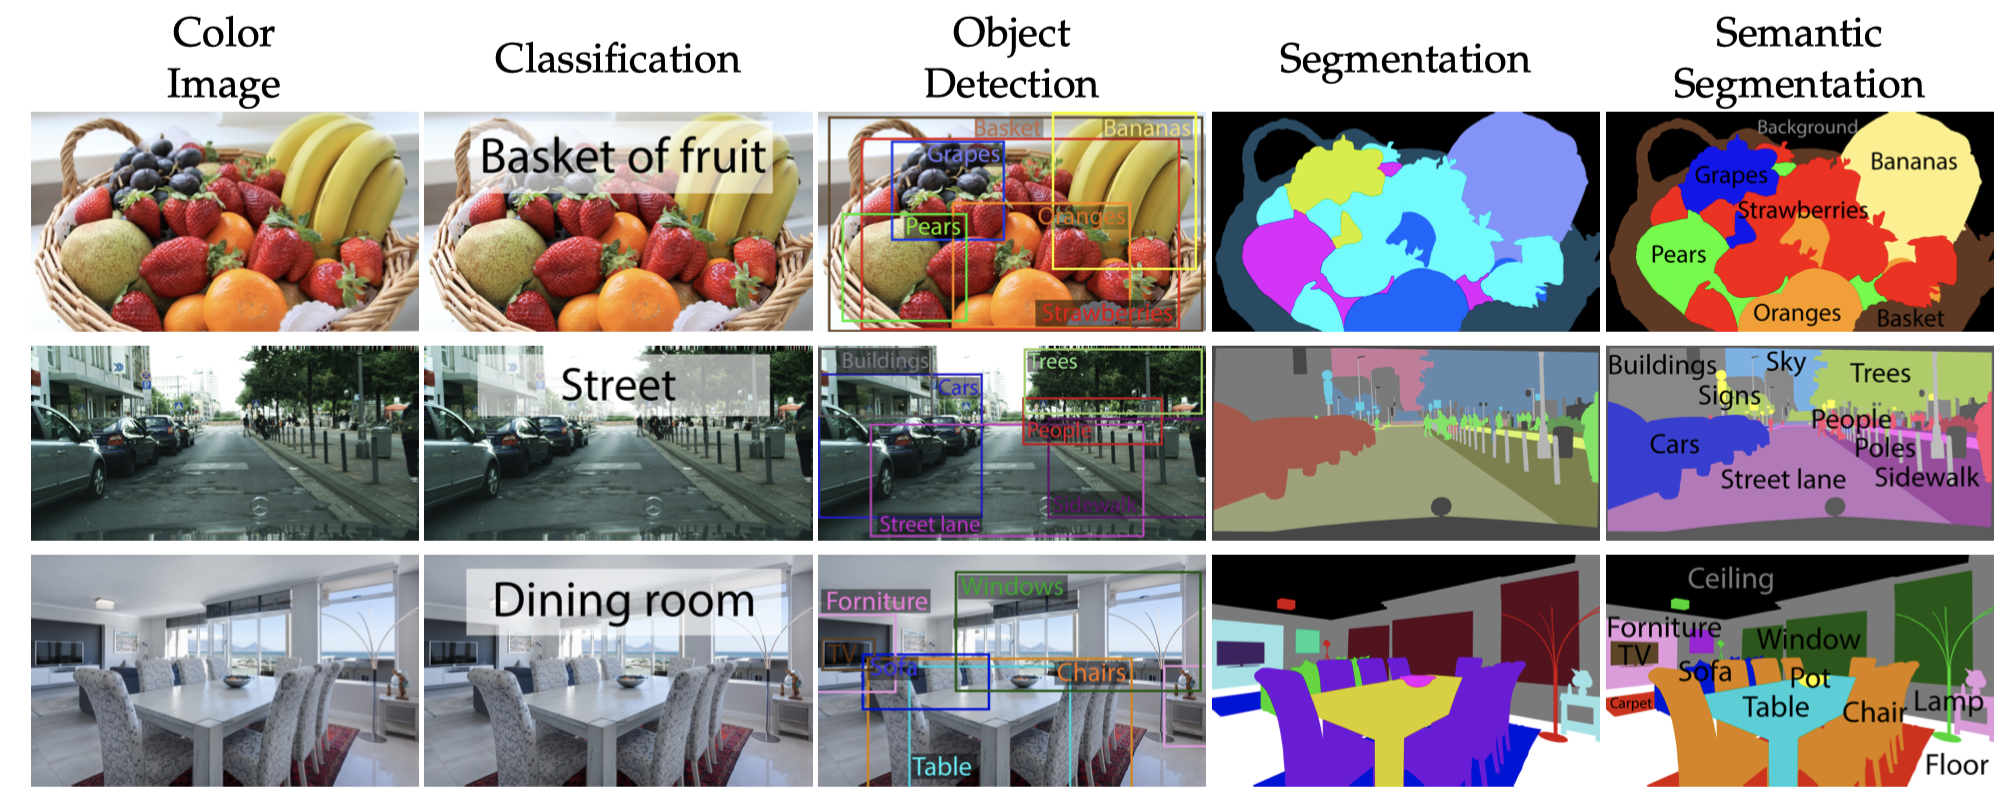 Color
Image
Classification
Object
Detection
Segmentation
Semantic
Segmentation
Basket of fruit
Basket
Bananas
Grapes
Oranges
Pears
Strawberries
Background
Bananas
Grapes
Strawberries
Pears
Oranges
Basket
Street
Buildings
Trees
Cars
People
Sidewalk
Street lane
Buildings
Sky
Trees
Signs
People
Cars
Poles
Street lane
Sidewalk
Dining room
Windows
Forniture
TV
Sofa
Chairs
Table
Ceiling
Forniture
Window
TV
Sofa
Pot
Carpet
Table
Chair
Lamp
Floor